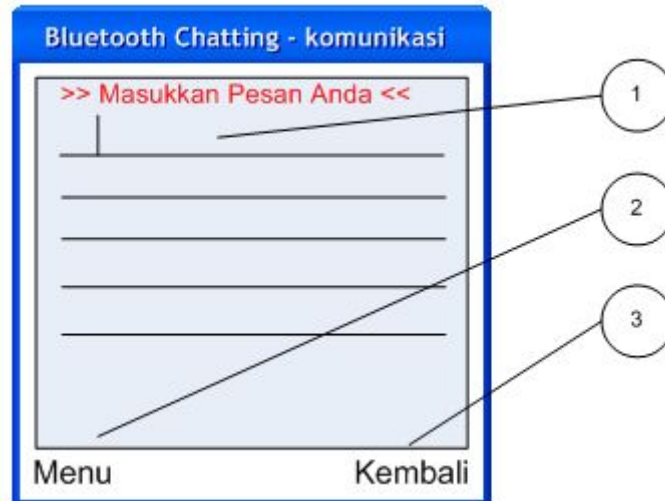 Bluetooth Chatting - komunikasi
>> Masukkan Pesan Anda <<
1
2
3
Menu Kembali